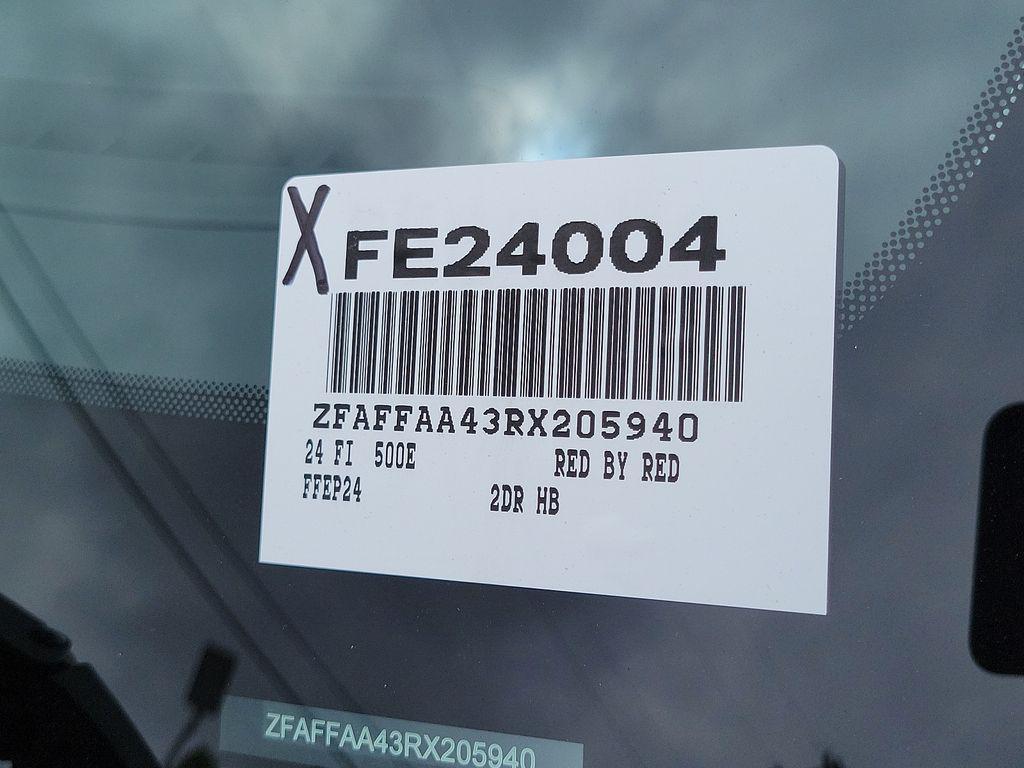 X FE24004
ZFAFFAA43RX205940
24 FI 500E RED BY RED
FFEP24 2DR HB
ZFAFFAA43RX205940